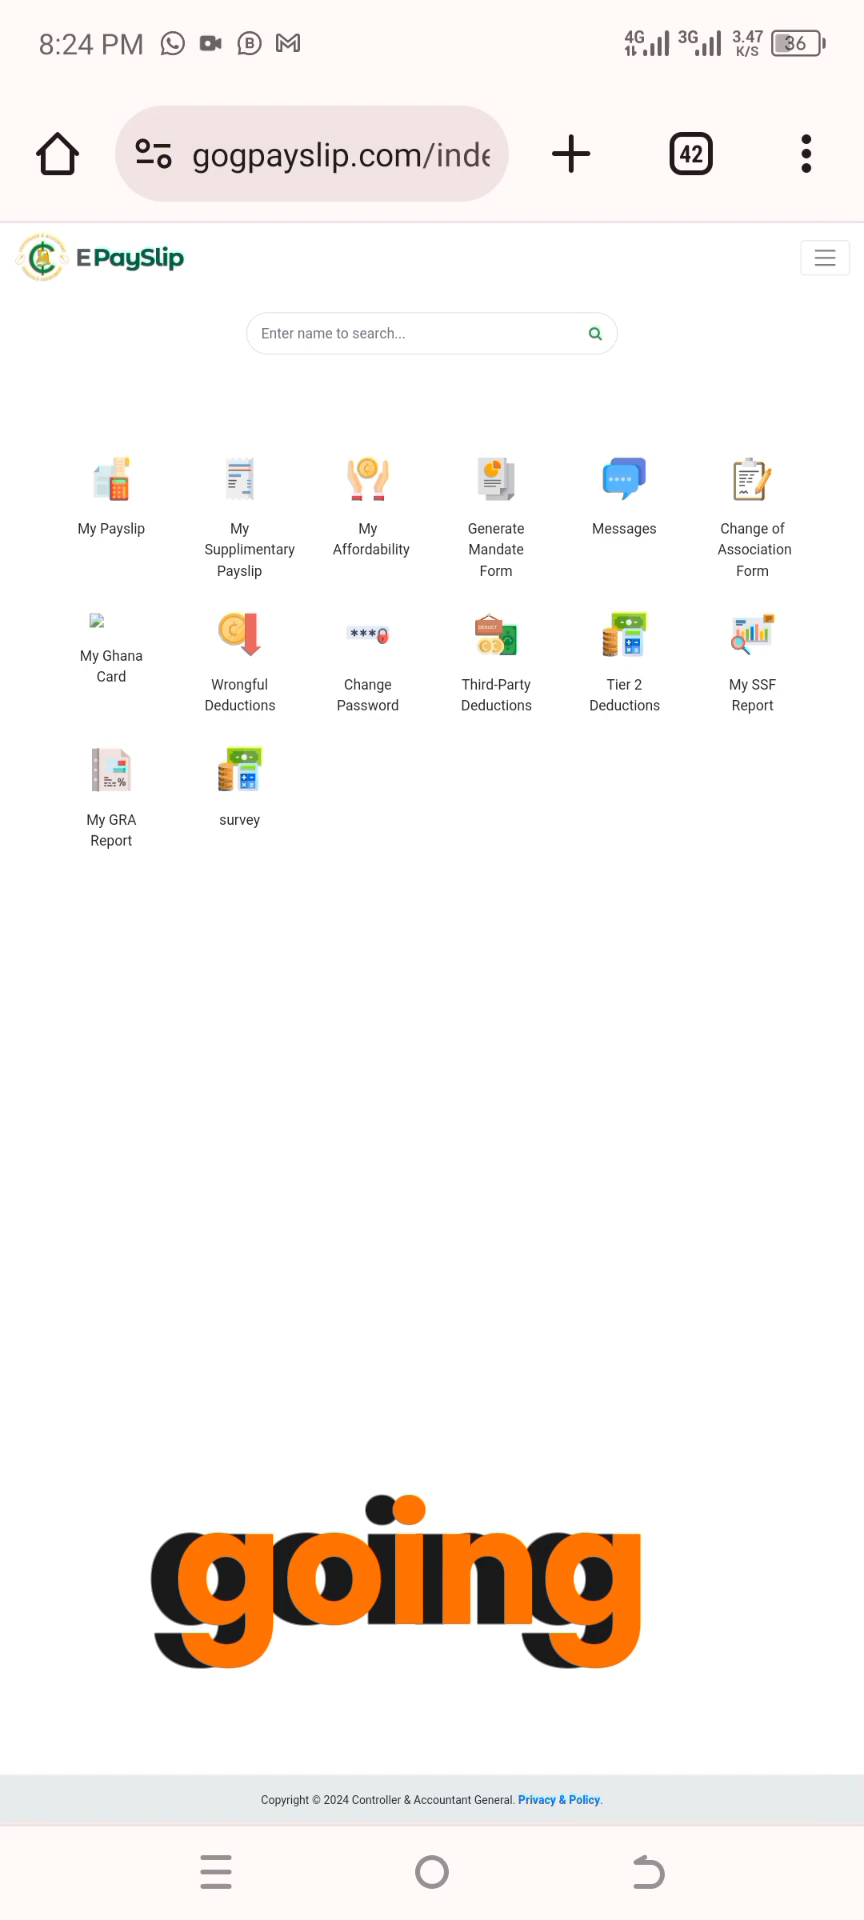 8:24 PM
4G 3G 3.47 K/S 36
gogpayslip.com/inde
42
E PaySlip
Enter name to search...
My Payslip
My Supplimentary Payslip
My Affordability
Generate Mandate Form
Messages
Change of Association Form
My Ghana Card
Wrongful Deductions
Change Password
Third-Party Deductions
Tier 2 Deductions
My SSF Report
My GRA Report
survey
going
Copyright © 2024 Controller & Accountant General. Privacy & Policy.